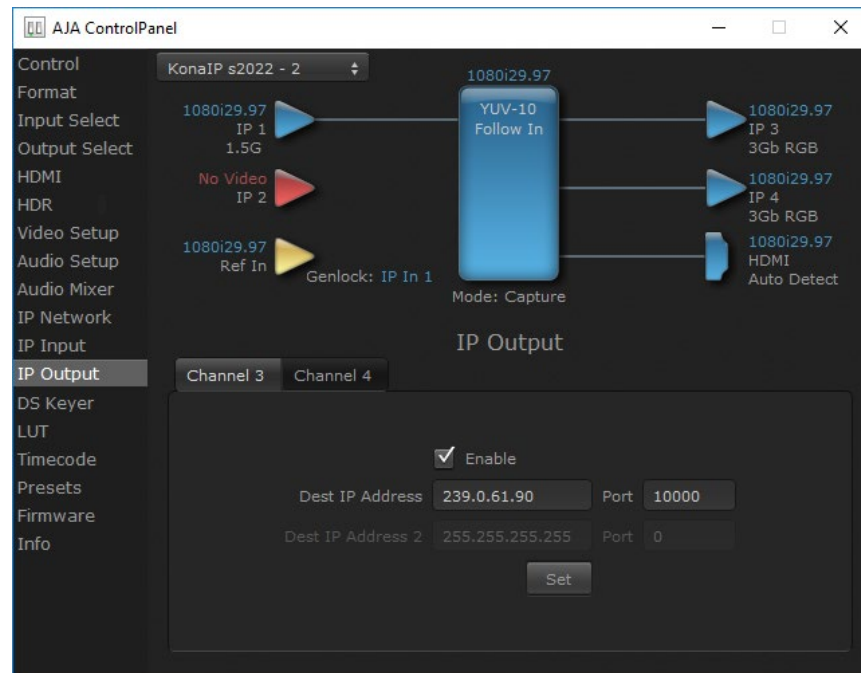 AJA ControlPanel
Control
Format
Input Select
Output Select
HDMI
HDR
Video Setup
Audio Setup
Audio Mixer
IP Network
IP Input
IP Output
DS Keyer
LUT
Timecode
Presets
Firmware
Info
KonaIP s2022 - 2
1080i29.97
IP 1
1.5G
No Video
IP 2
1080i29.97
Ref In
Genlock: IP In 1
1080i29.97
YUV-10
Follow In
Mode: Capture
1080i29.97
IP 3
3Gb RGB
1080i29.97
IP 4
3Gb RGB
1080i29.97
HDMI
Auto Detect
IP Output
Channel 3 Channel 4
Enable
Dest IP Address 239.0.61.90 Port 10000
Dest IP Address 2 255.255.255.255 Port 0
Set